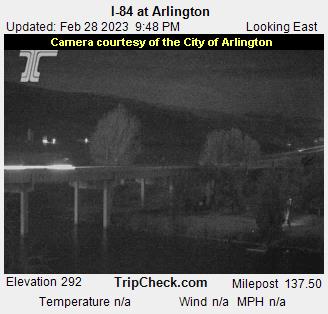 I-84 at Arlington
Updated: Feb 28 2023 9:48 PM Looking East
Camera courtesy of the City of Arlington
Elevation 292 TripCheck.com Milepost 137.50
Temperature n/a Wind n/a MPH n/a